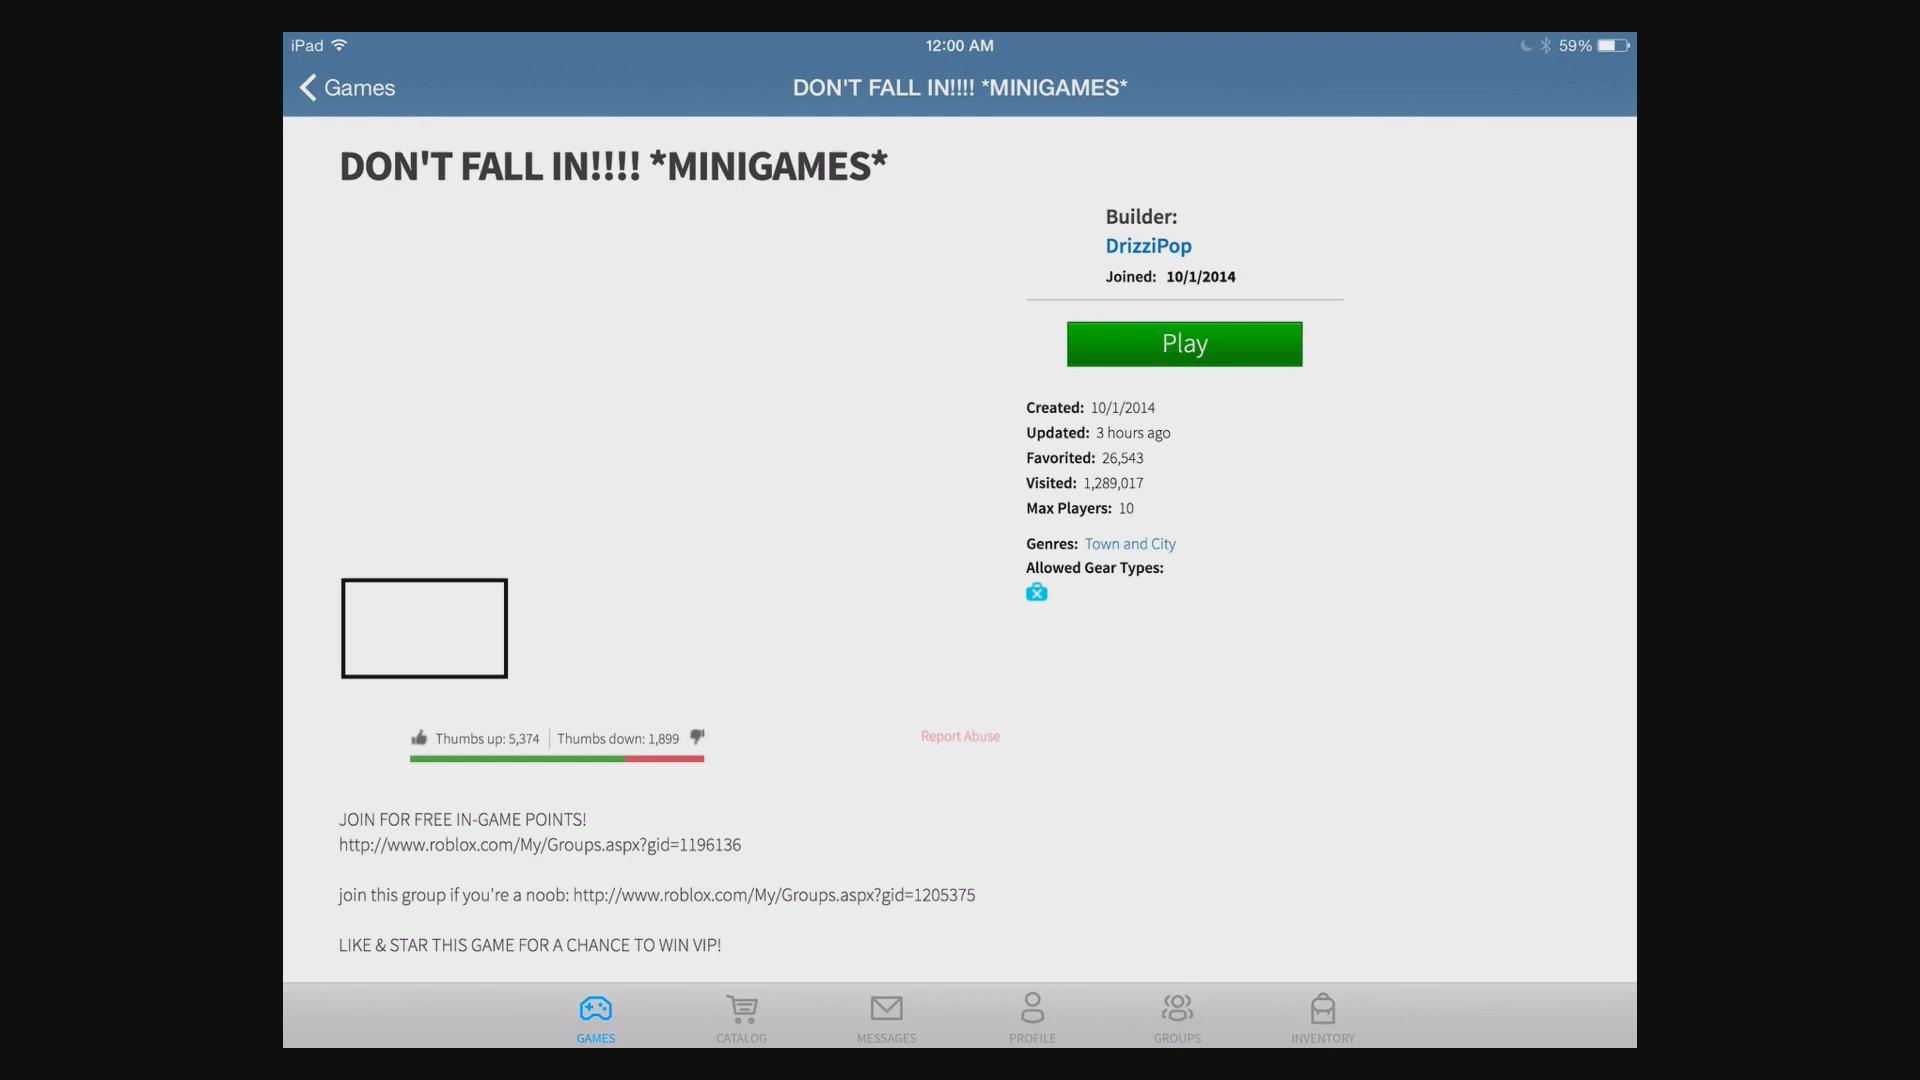 iPad
12:00 AM
59%
Games
DON'T FALL IN!!!! *MINIGAMES*
DON'T FALL IN!!!! *MINIGAMES*
Builder:
DrizziPop
Joined: 10/1/2014
Play
Created: 10/1/2014
Updated: 3 hours ago
Favorited: 26,543
Visited: 1,289,017
Max Players: 10
Genres: Town and City
Allowed Gear Types:
Thumbs up: 5,374 | Thumbs down: 1,899
Report Abuse
JOIN FOR FREE IN-GAME POINTS!
http://www.roblox.com/My/Groups.aspx?gid=1196136
join this group if you're a noob: http://www.roblox.com/My/Groups.aspx?gid=1205375
LIKE & STAR THIS GAME FOR A CHANCE TO WIN VIP!
GAMES
CATALOG
MESSAGES
PROFILE
GROUPS
INVENTORY